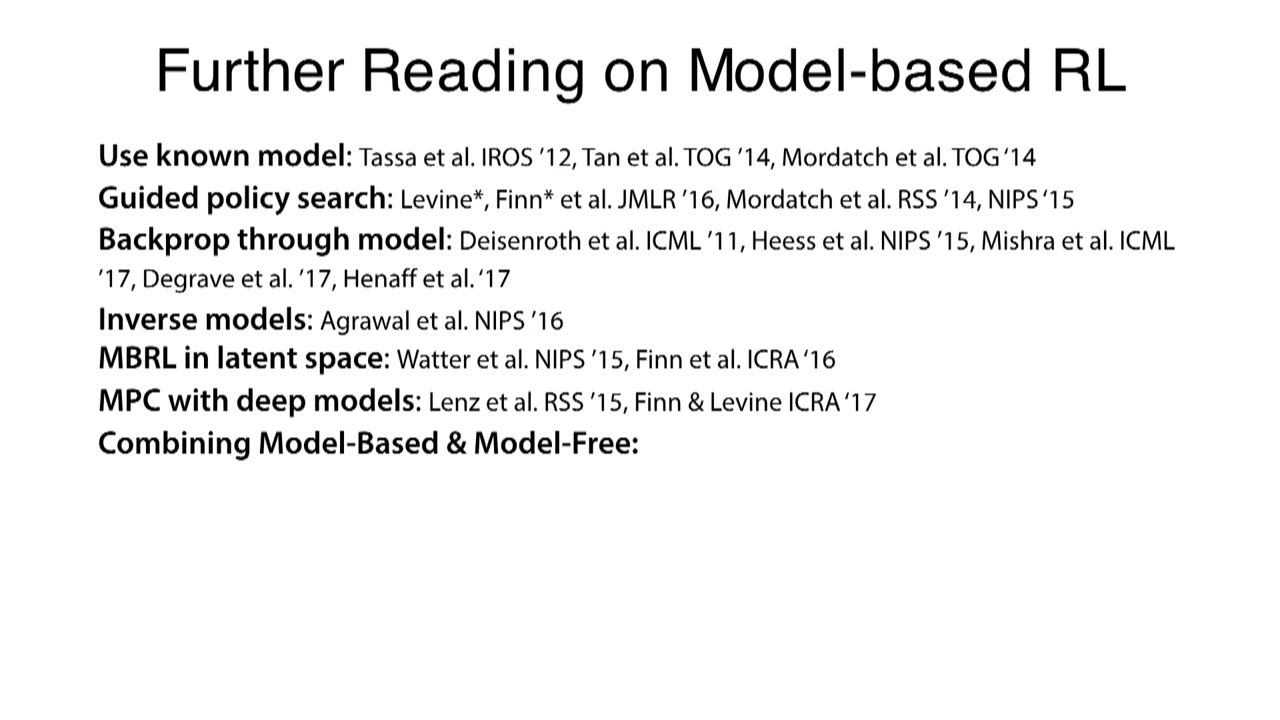 Further Reading on Model-based RL
Use known model: Tassa et al. IROS ’12, Tan et al. TOG ’14, Mordatch et al. TOG ‘14
Guided policy search: Levine*, Finn* et al. JMLR ’16, Mordatch et al. RSS ’14, NIPS ‘15
Backprop through model: Deisenroth et al. ICML ’11, Heess et al. NIPS ’15, Mishra et al. ICML
’17, Degrave et al. ’17, Henaff et al. ‘17
Inverse models: Agrawal et al. NIPS ’16
MBRL in latent space: Watter et al. NIPS ’15, Finn et al. ICRA ‘16
MPC with deep models: Lenz et al. RSS ’15, Finn & Levine ICRA ‘17
Combining Model-Based & Model-Free: